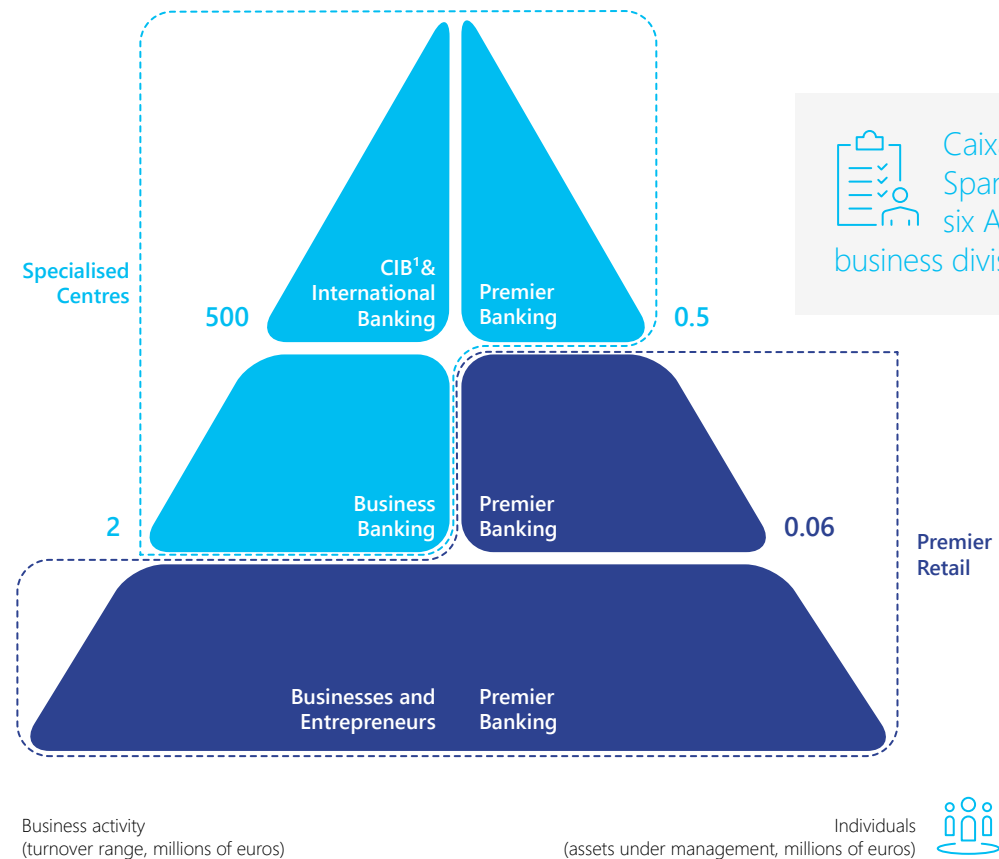 Caix
Span
six A
business divis
Specialised
Centres
CIB¹&
International
Banking
Premier
Banking
500
0.5
Business
Banking
Premier
Banking
2
0.06
Premier
Retail
Businesses and
Entrepreneurs
Premier
Banking
Business activity
(turnover range, millions of euros)
Individuals
(assets under management, millions of euros)